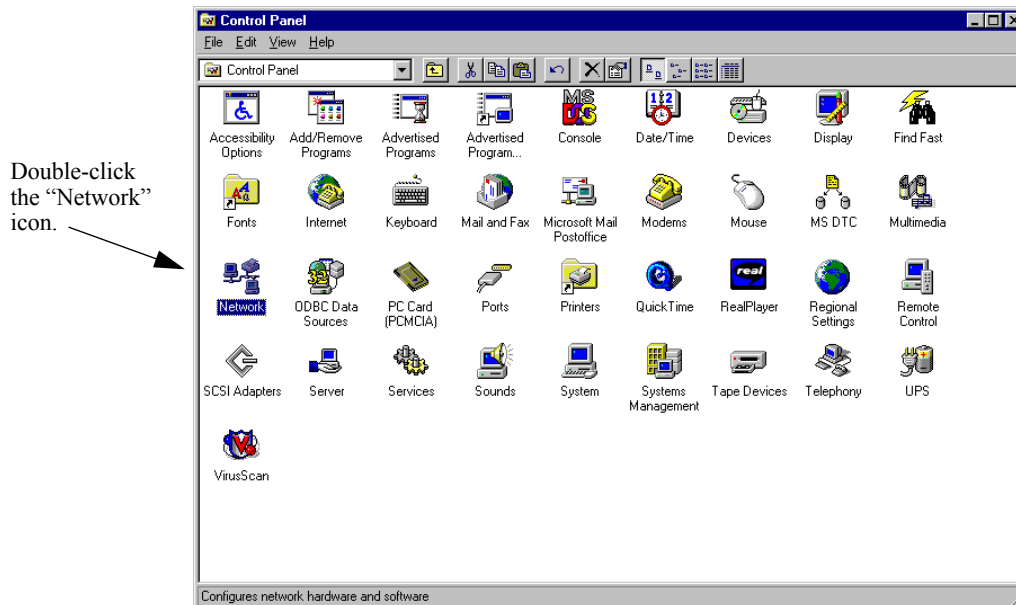 Control Panel
File Edit View Help
Control Panel
Accessibility Options
Add/Remove Programs
Advertised Programs
Advertised Program...
Console
Date/Time
Devices
Display
Find Fast
Double-click
the “Network”
icon.
Fonts
Internet
Keyboard
Mail and Fax
Microsoft Mail Postoffice
Modems
Mouse
MS DTC
Multimedia
Network
ODBC Data Sources
PC Card (PCMCIA)
Ports
Printers
QuickTime
real
RealPlayer
Regional Settings
Remote Control
SCSI Adapters
Server
Services
Sounds
System
Systems Management
Tape Devices
Telephony
UPS
VirusScan
Configures network hardware and software